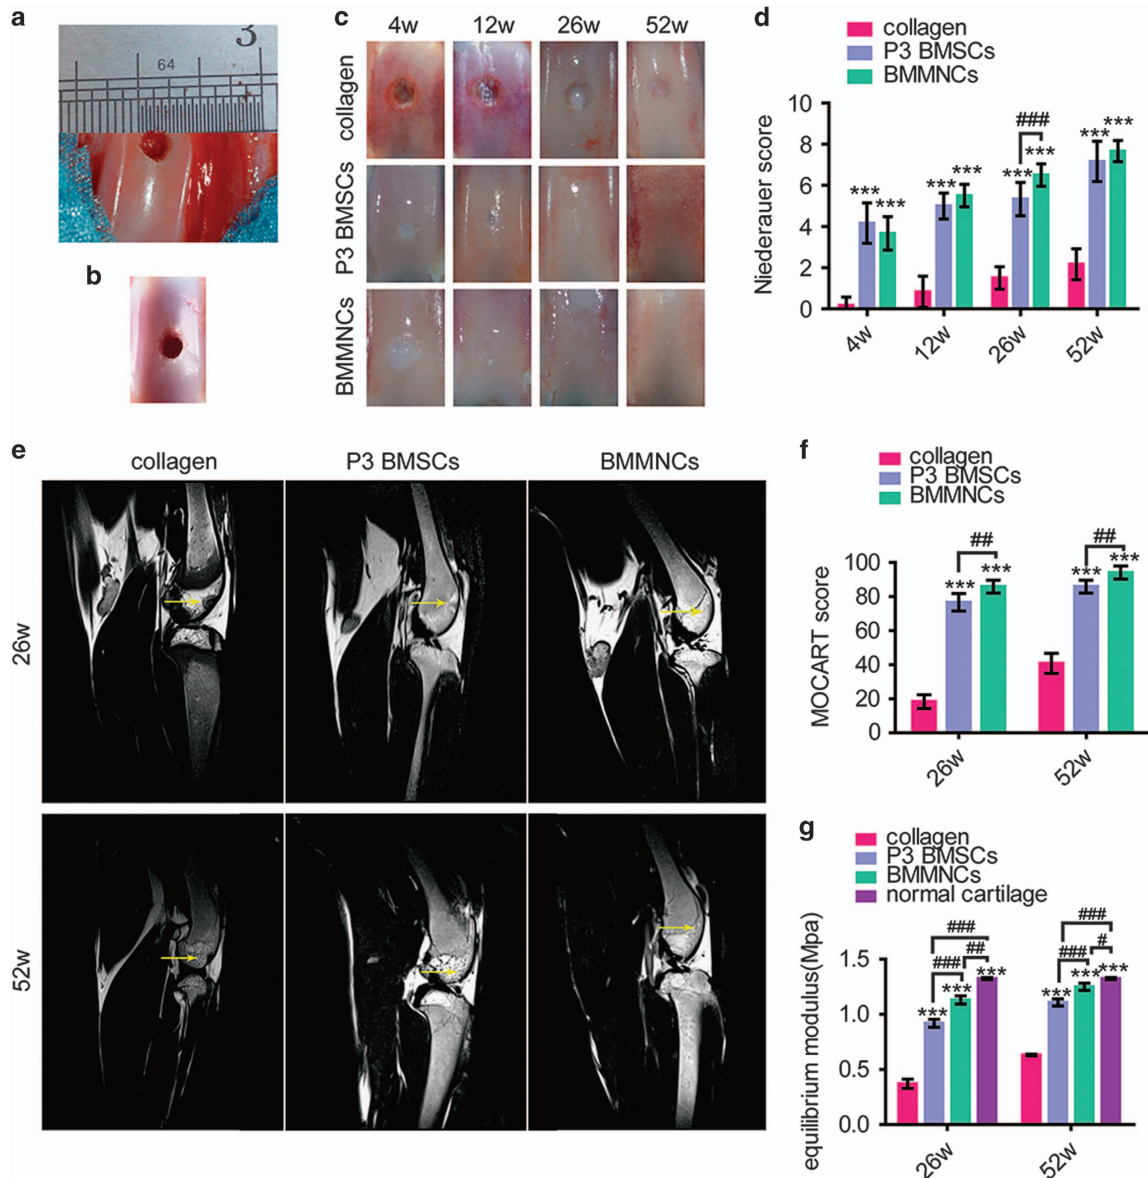 a
3
64
b
c
4w 12w 26w 52w
collagen
P3 BMSCs
BMMNCs
d
collagen
P3 BMSCs
BMMNCs
Niederauer score
10
8
6
4
2
0
*** *** *** *** *** *** *** ***
###
4w 12w 26w 52w
e
collagen P3 BMSCs BMMNCs
26w
52w
f
collagen
P3 BMSCs
BMMNCs
MOCART score
100
80
60
40
20
0
## ##
*** *** *** ***
26w 52w
g
collagen
P3 BMSCs
BMMNCs
normal cartilage
equilibrium modulus(Mpa)
1.5
1.0
0.5
0.0
### ###
## #
### ###
*** *** *** *** *** ***
26w 52w